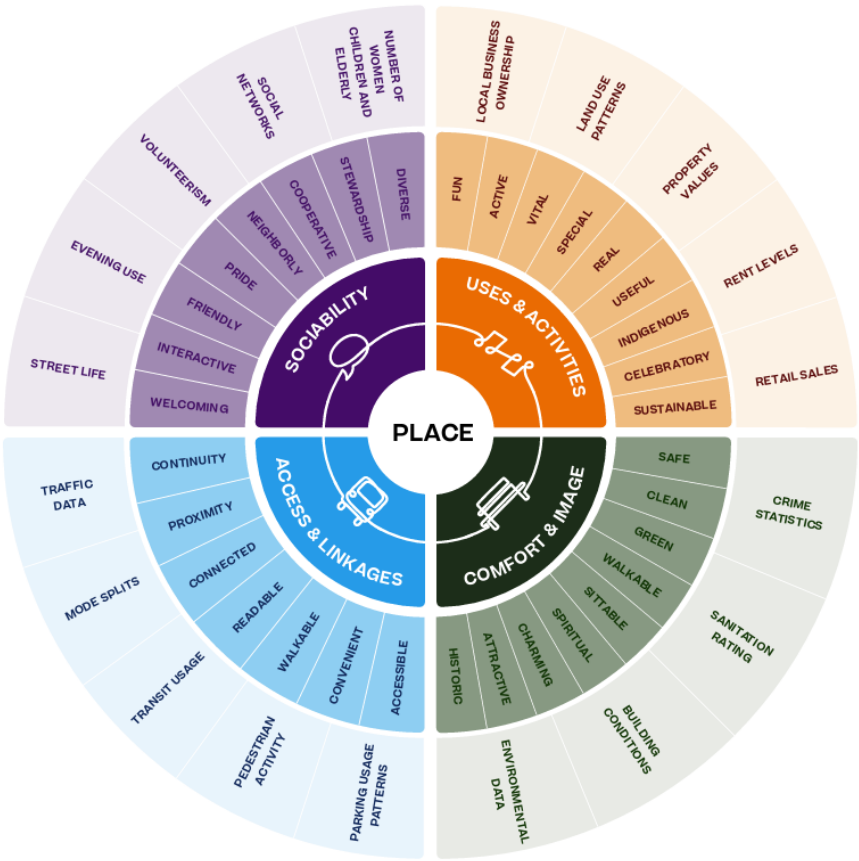 PLACE
SOCIABILITY
USES & ACTIVITIES
COMFORT & IMAGE
ACCESS & LINKAGES
WELCOMING
INTERACTIVE
FRIENDLY
PRIDE
NEIGHBORLY
COOPERATIVE
STEWARDSHIP
DIVERSE
STREET LIFE
EVENING USE
VOLUNTEERISM
SOCIAL
NETWORKS
NUMBER OF
WOMEN
CHILDREN AND
ELDERLY
FUN
ACTIVE
VITAL
SPECIAL
REAL
USEFUL
INDIGENOUS
CELEBRATORY
SUSTAINABLE
LOCAL BUSINESS
OWNERSHIP
LAND USE
PATTERNS
PROPERTY
VALUES
RENT LEVELS
RETAIL SALES
SAFE
CLEAN
GREEN
WALKABLE
SITTABLE
SPIRITUAL
CHARMING
ATTRACTIVE
HISTORIC
CRIME
STATISTICS
SANITATION
RATING
BUILDING
CONDITIONS
ENVIRONMENTAL
DATA
CONTINUITY
PROXIMITY
CONNECTED
READABLE
WALKABLE
CONVENIENT
ACCESSIBLE
TRAFFIC
DATA
MODE SPLITS
TRANSIT USAGE
PEDESTRIAN
ACTIVITY
PARKING USAGE
PATTERNS